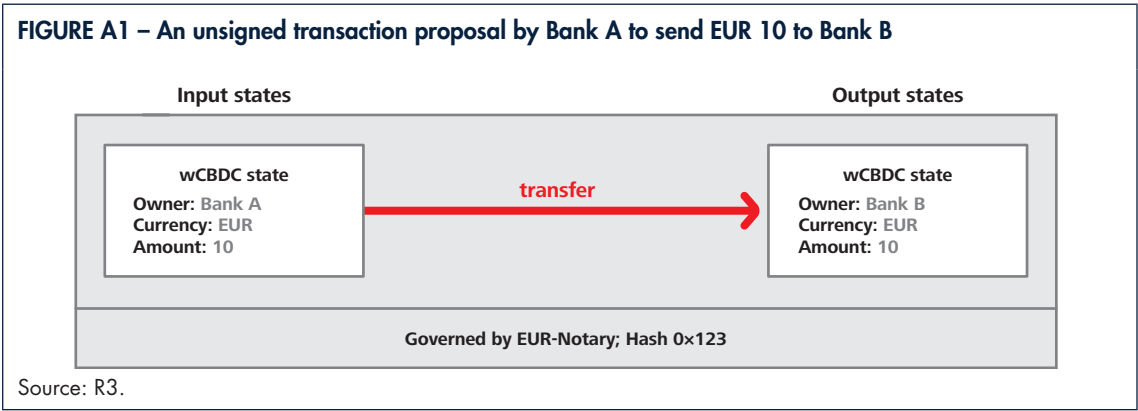 FIGURE A1 – An unsigned transaction proposal by Bank A to send EUR 10 to Bank B
Input states
Output states
wCBDC state
Owner: Bank A
Currency: EUR
Amount: 10
transfer
wCBDC state
Owner: Bank B
Currency: EUR
Amount: 10
Governed by EUR-Notary; Hash 0×123
Source: R3.